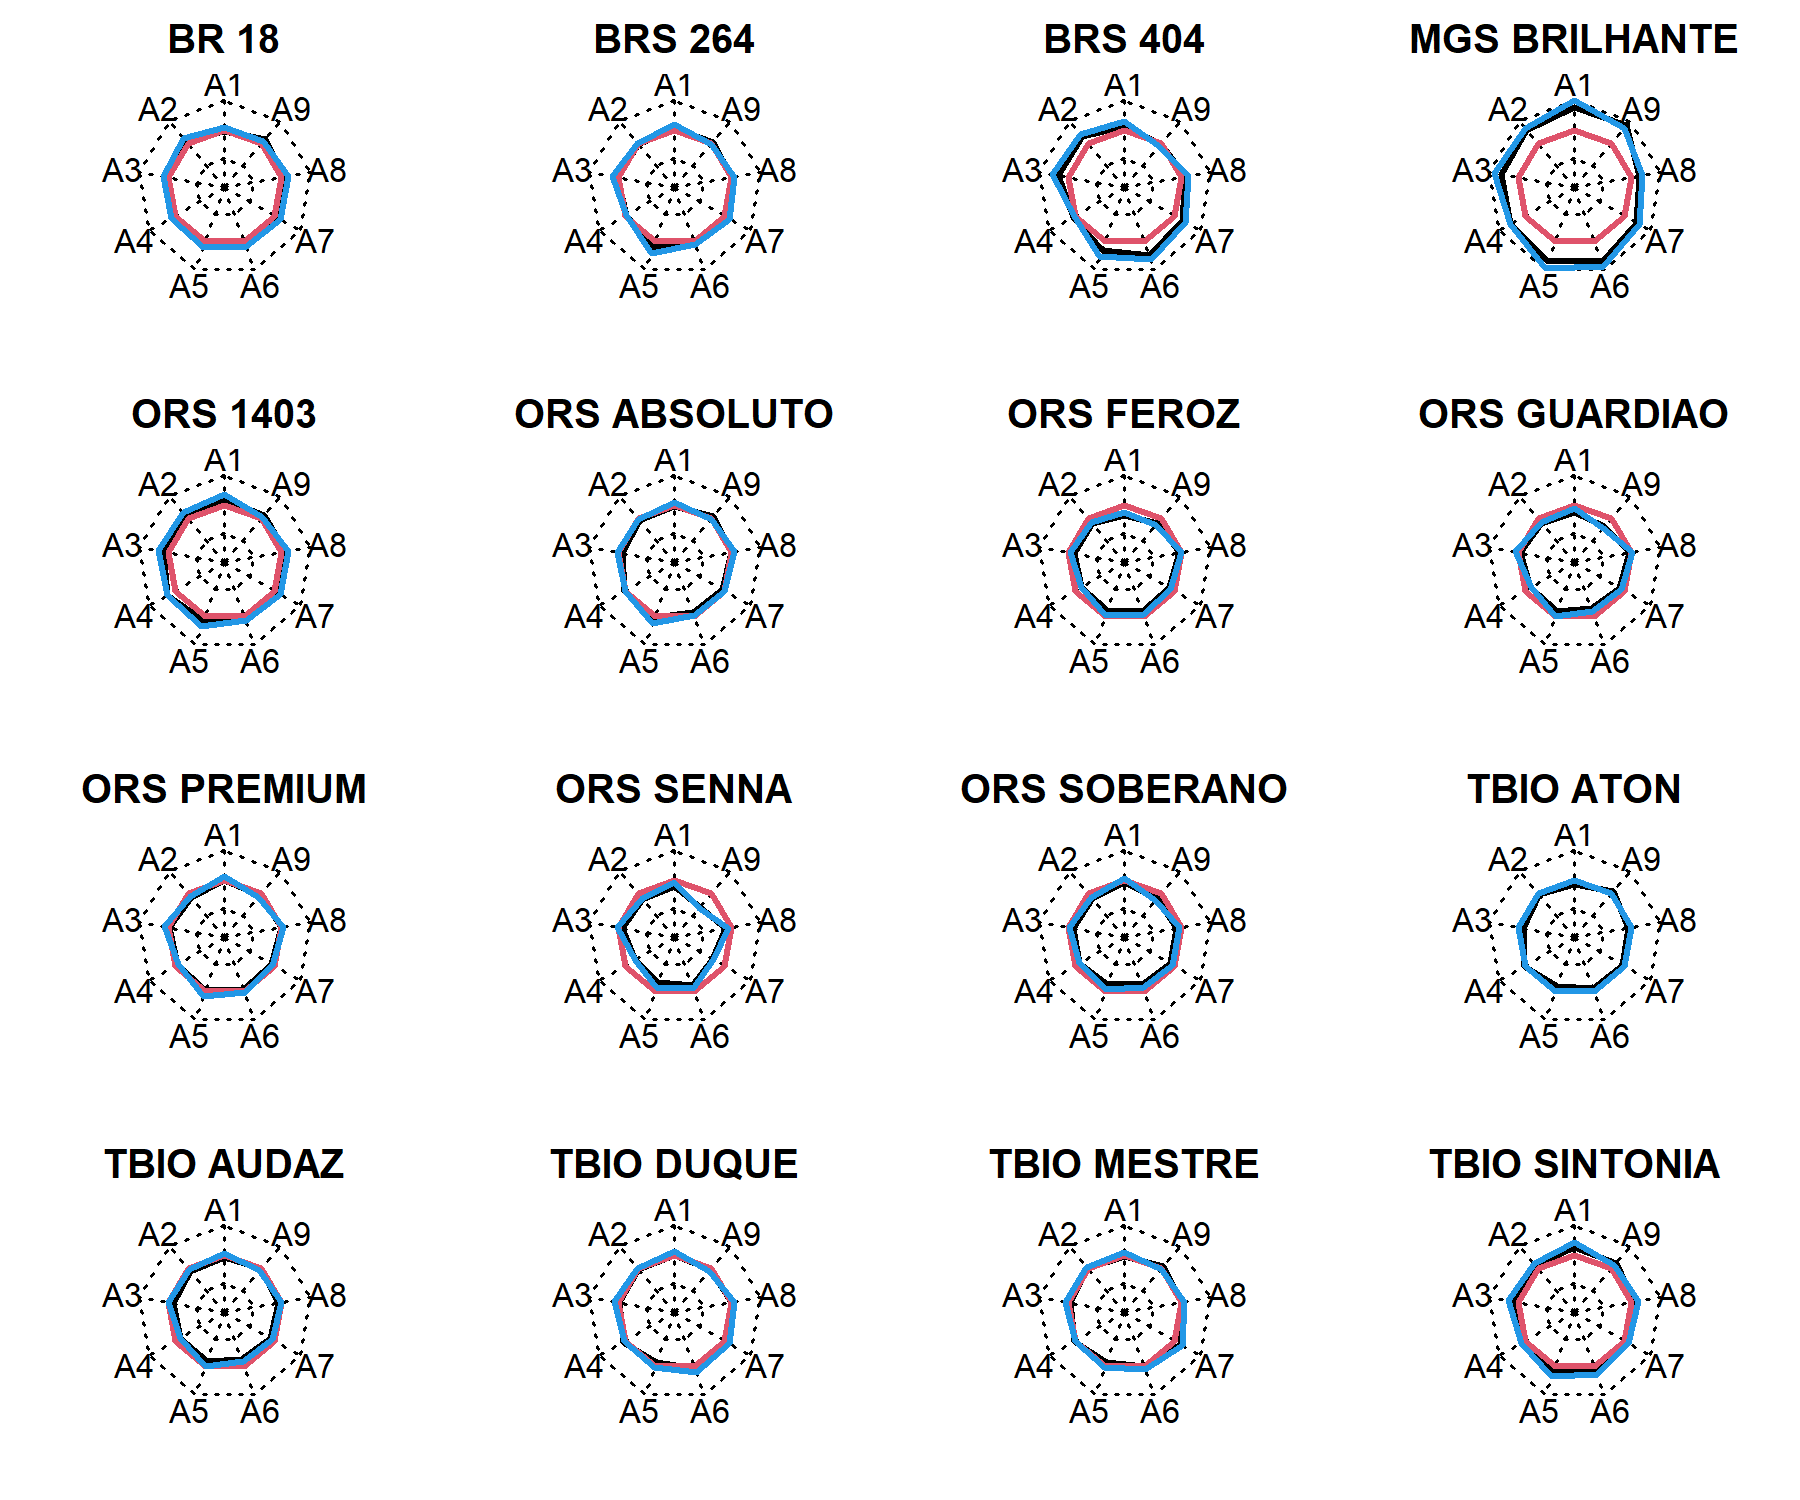 BR 18
BRS 264
BRS 404
MGS BRILHANTE
A1
A2
A3
A4
A5
A6
A7
A8
A9
A1
A2
A3
A4
A5
A6
A7
A8
A9
A1
A2
A3
A4
A5
A6
A7
A8
A9
A1
A2
A3
A4
A5
A6
A7
A8
A9
ORS 1403
ORS ABSOLUTO
ORS FEROZ
ORS GUARDIAO
A1
A2
A3
A4
A5
A6
A7
A8
A9
A1
A2
A3
A4
A5
A6
A7
A8
A9
A1
A2
A3
A4
A5
A6
A7
A8
A9
A1
A2
A3
A4
A5
A6
A7
A8
A9
ORS PREMIUM
ORS SENNA
ORS SOBERANO
TBIO ATON
A1
A2
A3
A4
A5
A6
A7
A8
A9
A1
A2
A3
A4
A5
A6
A7
A8
A9
A1
A2
A3
A4
A5
A6
A7
A8
A9
A1
A2
A3
A4
A5
A6
A7
A8
A9
TBIO AUDAZ
TBIO DUQUE
TBIO MESTRE
TBIO SINTONIA
A1
A2
A3
A4
A5
A6
A7
A8
A9
A1
A2
A3
A4
A5
A6
A7
A8
A9
A1
A2
A3
A4
A5
A6
A7
A8
A9
A1
A2
A3
A4
A5
A6
A7
A8
A9